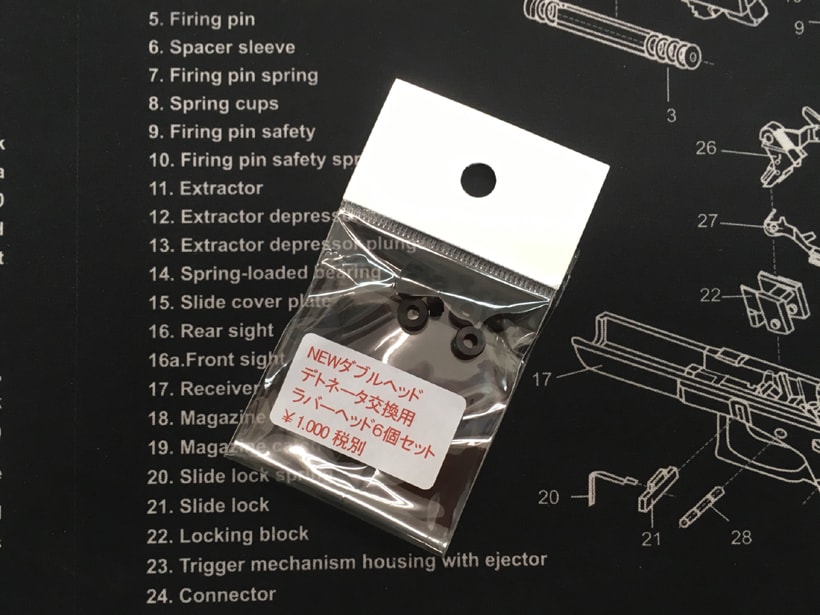 5. Firing pin
6. Spacer sleeve
7. Firing pin spring
8. Spring cups
9. Firing pin safety
10. Firing pin safety spr
11. Extractor
12. Extractor depress
13. Extractor depressor plung
14. Spring-loaded bearing
15. Slide cover plate
16. Rear sight
16a.Front sight
17. Receiver
18. Magazine
19. Magaz
20. Slide lock spring
21. Slide lock
22. Locking block
23. Trigger mechanism housing with ejector
24. Connector
NEWダブルヘッド
デトネータ交換用
ラバーヘッド6個セット
¥1,000 税別
9
3
26
27
22
17
20
21
28